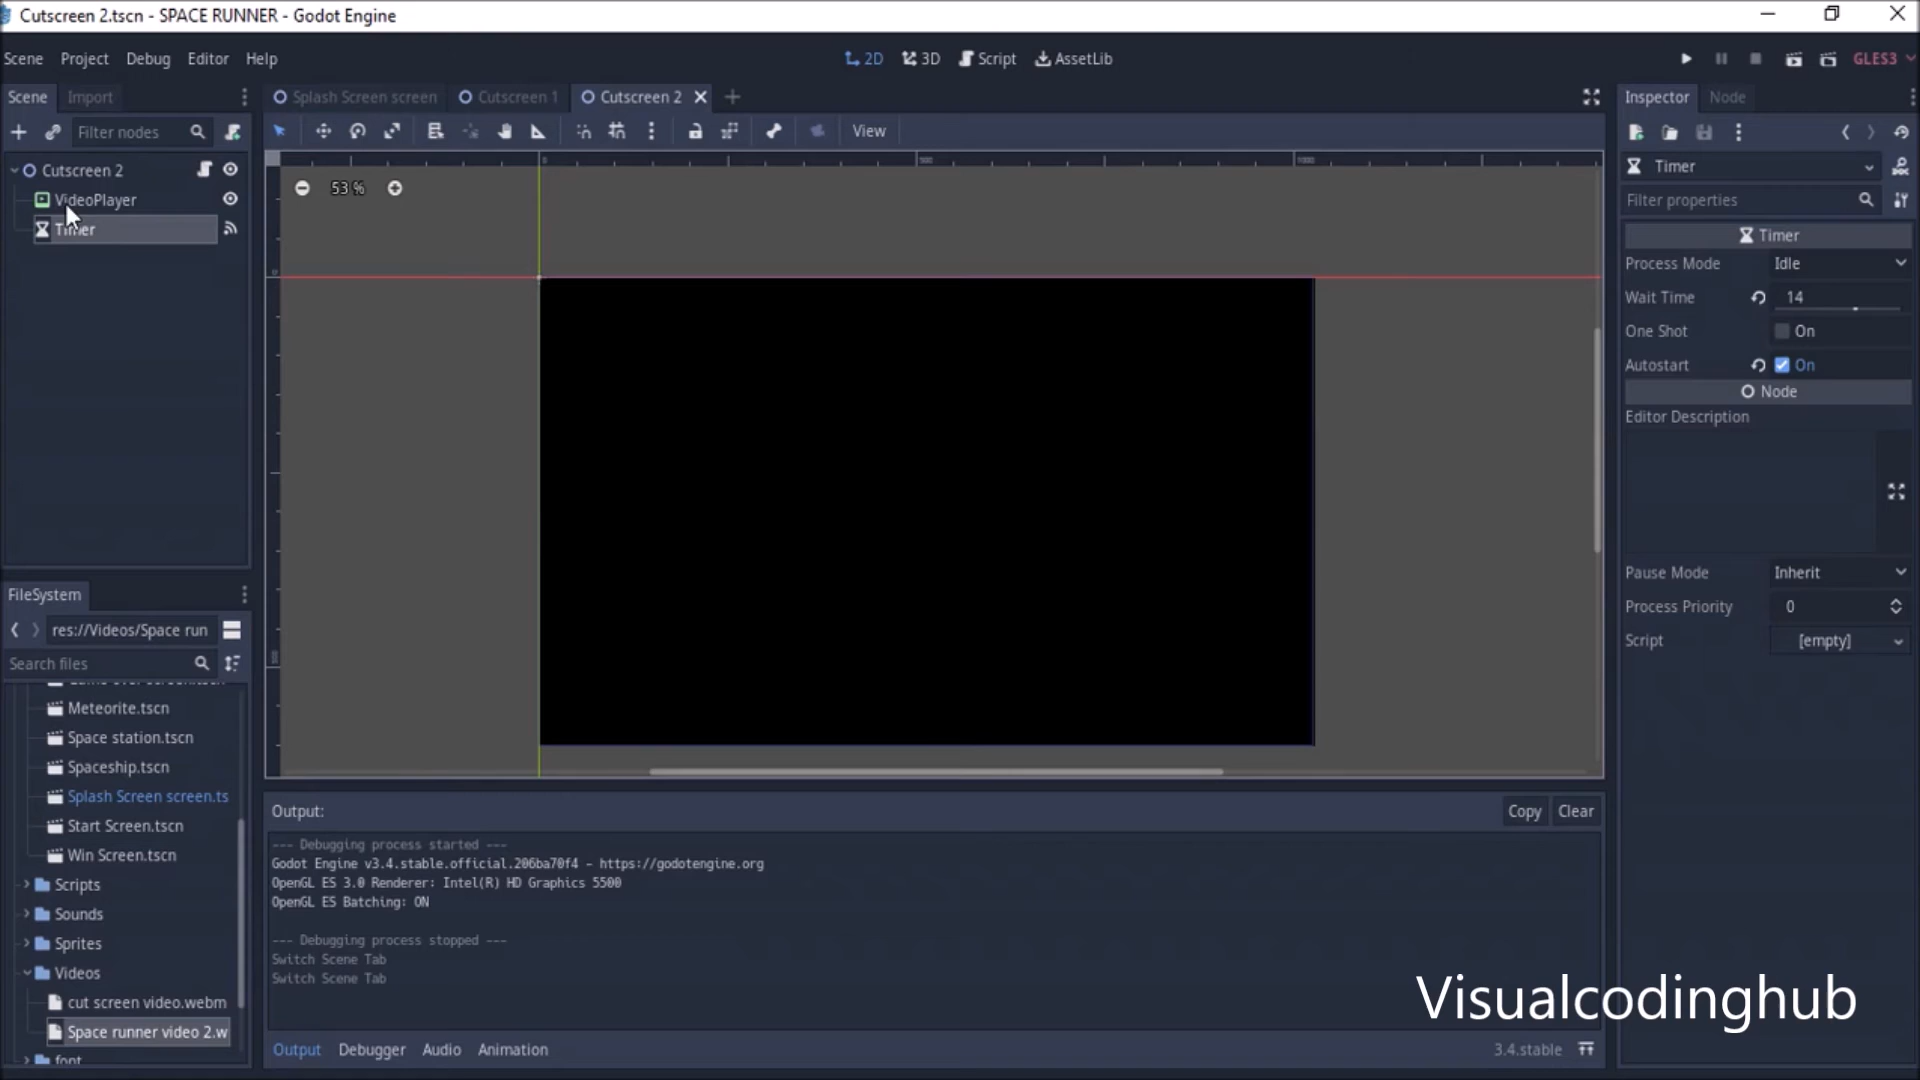 Cutscreen 2.tscn - SPACE RUNNER - Godot Engine
Scene Project Debug Editor Help
2D 3D Script AssetLib
GLES3
Scene Import
Splash Screen screen Cutscreen 1 Cutscreen 2
Inspector Node
Filter nodes
View
Cutscreen 2
VideoPlayer
Timer
53 %
0 500 1000
0
500
Timer
Filter properties
Timer
Process Mode Idle
Wait Time 14
One Shot On
Autostart On
Node
Editor Description
Pause Mode Inherit
Process Priority 0
Script [empty]
FileSystem
res://Videos/Space run
Search files
Meteorite.tscn
Space station.tscn
Spaceship.tscn
Splash Screen screen.ts
Start Screen.tscn
Win Screen.tscn
Scripts
Sounds
Sprites
Videos
cut screen video.webm
Space runner video 2.w
font
Output:
Copy Clear
--- Debugging process started ---
Godot Engine v3.4.stable.official.206ba70f4 - https://godotengine.org
OpenGL ES 3.0 Renderer: Intel(R) HD Graphics 5500
OpenGL ES Batching: ON
--- Debugging process stopped ---
Switch Scene Tab
Switch Scene Tab
Output Debugger Audio Animation
3.4.stable
Visualcodinghub